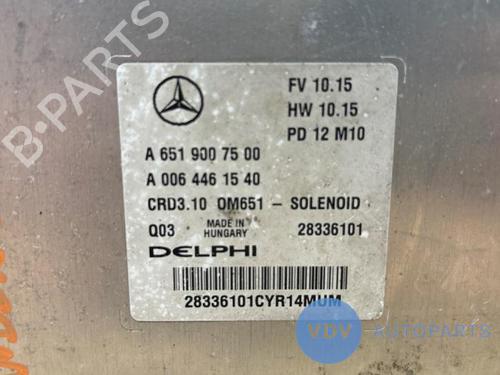 FV 10.15
HW 10.15
PD 12 M10
A 651 900 75 00
A 006 446 15 40
CRD3.10 OM651 - SOLENOID
Q03 MADE IN HUNGARY 28336101
DELPHI
28336101CYR14MUM
VDV AUTOPARTS